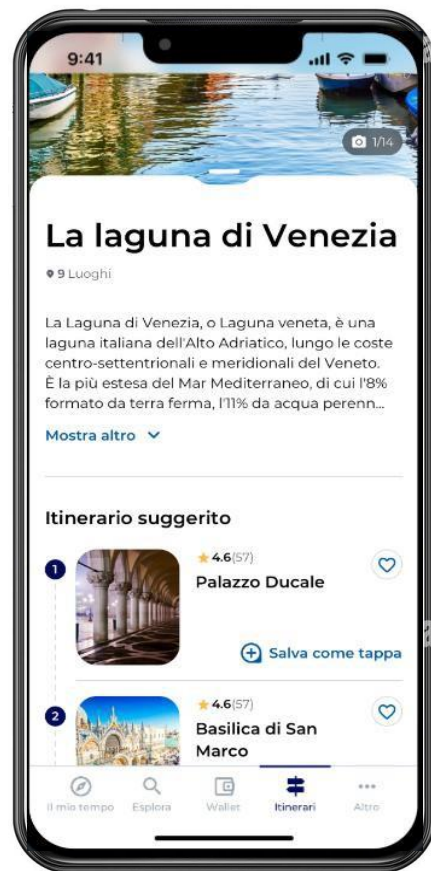 9:41
1/14
La laguna di Venezia
9 Luoghi
La Laguna di Venezia, o Laguna veneta, è una
laguna italiana dell'Alto Adriatico, lungo le coste
centro-settentrionali e meridionali del Veneto.
È la più estesa del Mar Mediterraneo, di cui l'8%
formato da terra ferma, l'11% da acqua perenn...
Mostra altro
Itinerario suggerito
1
4.6(57)
Palazzo Ducale
Salva come tappa
2
4.6(57)
Basilica di San
Marco
Il mio tempo Esplora Wallet Itinerari Altro